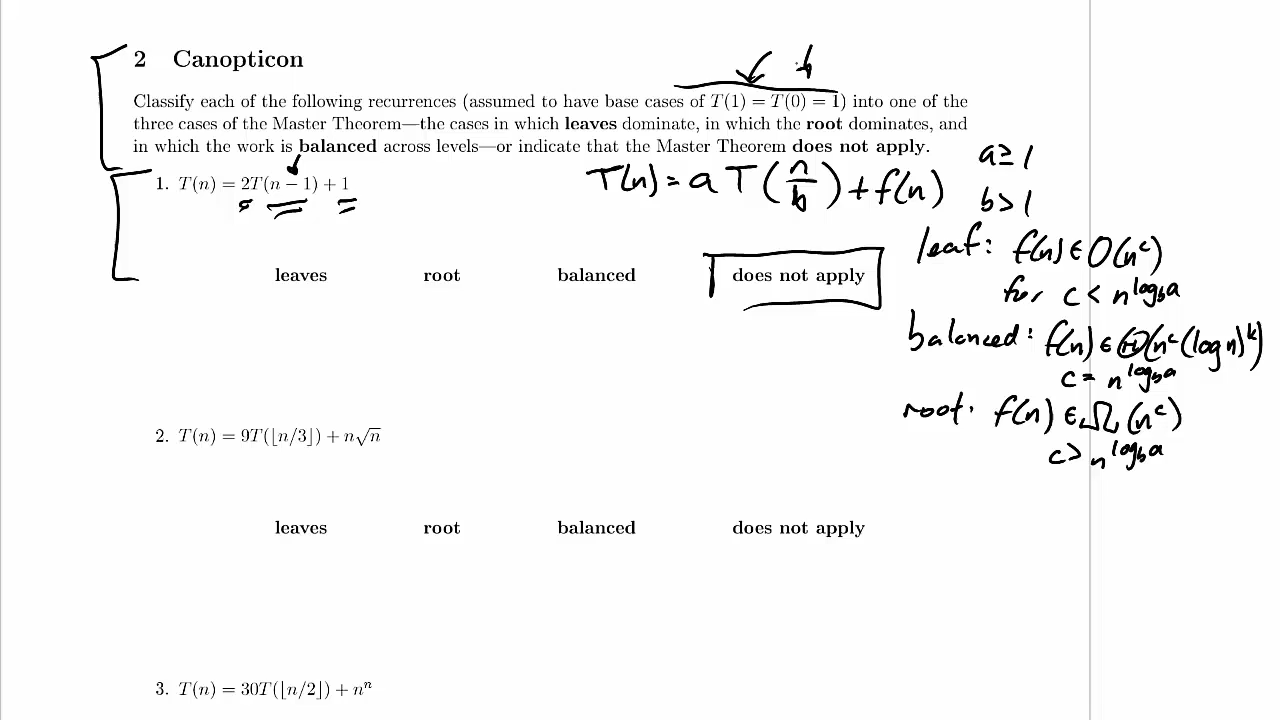 2 Canopticon
Classify each of the following recurrences (assumed to have base cases of T(1) = T(0) = 1) into one of the
three cases of the Master Theorem—the cases in which leaves dominate, in which the root dominates, and
in which the work is balanced across levels—or indicate that the Master Theorem does not apply.
1. T(n) = 2T(n − 1) + 1
T(n) = a T(n/b) + f(n)
a ≥ 1
b > 1
leaf: f(n) ∈ O(n^c)
for c < n^log_b a
leaves root balanced does not apply
balanced: f(n) ∈ Θ(n^c (log n)^k)
c = n^log_b a
root: f(n) ∈ Ω(n^c)
c > n^log_b a
2. T(n) = 9T(⌊n/3⌋) + n√n
leaves root balanced does not apply
3. T(n) = 30T(⌊n/2⌋) + n^n